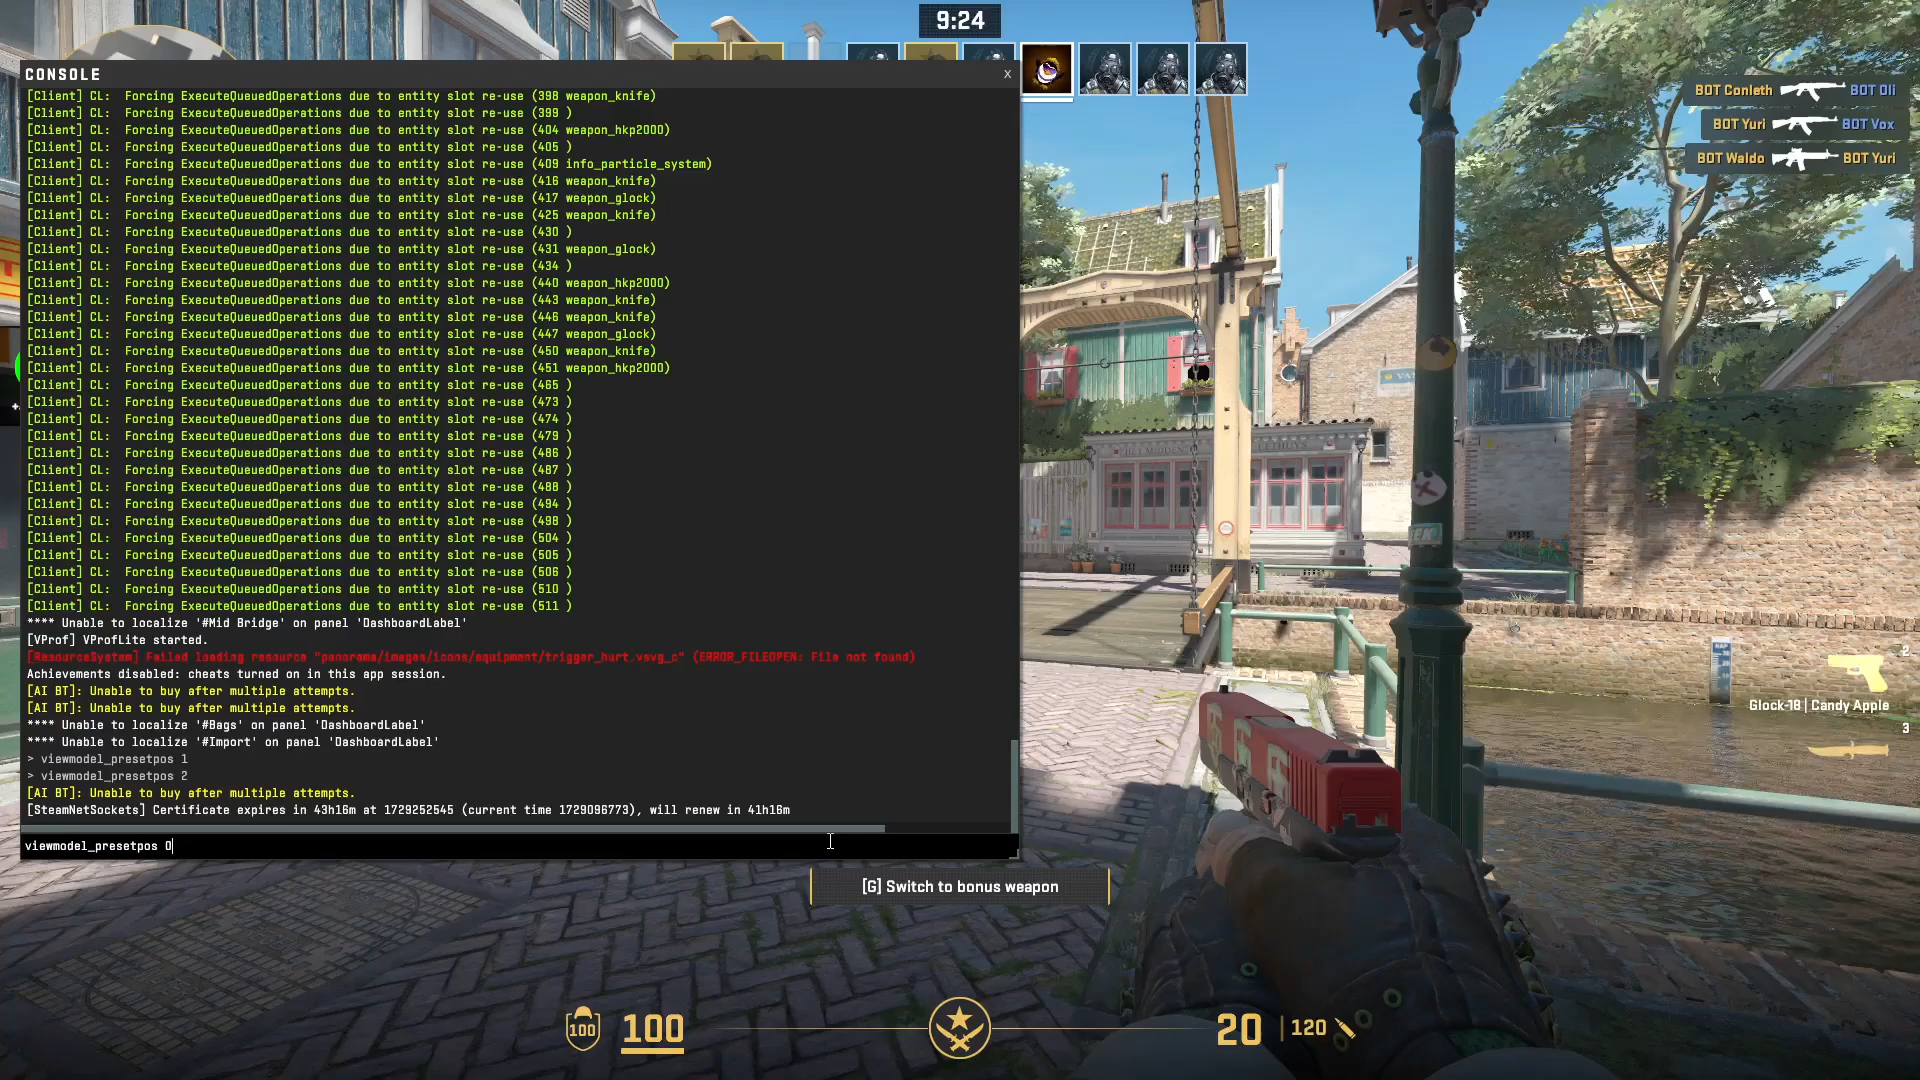 9:24
CONSOLE
X
[Client] CL:  Forcing ExecuteQueuedOperations due to entity slot re-use (398 weapon_knife)
[Client] CL:  Forcing ExecuteQueuedOperations due to entity slot re-use (399 )
[Client] CL:  Forcing ExecuteQueuedOperations due to entity slot re-use (404 weapon_hkp2000)
[Client] CL:  Forcing ExecuteQueuedOperations due to entity slot re-use (405 )
[Client] CL:  Forcing ExecuteQueuedOperations due to entity slot re-use (409 info_particle_system)
[Client] CL:  Forcing ExecuteQueuedOperations due to entity slot re-use (416 weapon_knife)
[Client] CL:  Forcing ExecuteQueuedOperations due to entity slot re-use (417 weapon_glock)
[Client] CL:  Forcing ExecuteQueuedOperations due to entity slot re-use (425 weapon_knife)
[Client] CL:  Forcing ExecuteQueuedOperations due to entity slot re-use (430 )
[Client] CL:  Forcing ExecuteQueuedOperations due to entity slot re-use (431 weapon_glock)
[Client] CL:  Forcing ExecuteQueuedOperations due to entity slot re-use (434 )
[Client] CL:  Forcing ExecuteQueuedOperations due to entity slot re-use (440 weapon_hkp2000)
[Client] CL:  Forcing ExecuteQueuedOperations due to entity slot re-use (443 weapon_knife)
[Client] CL:  Forcing ExecuteQueuedOperations due to entity slot re-use (446 weapon_knife)
[Client] CL:  Forcing ExecuteQueuedOperations due to entity slot re-use (447 weapon_glock)
[Client] CL:  Forcing ExecuteQueuedOperations due to entity slot re-use (450 weapon_knife)
[Client] CL:  Forcing ExecuteQueuedOperations due to entity slot re-use (451 weapon_hkp2000)
[Client] CL:  Forcing ExecuteQueuedOperations due to entity slot re-use (465 )
[Client] CL:  Forcing ExecuteQueuedOperations due to entity slot re-use (473 )
[Client] CL:  Forcing ExecuteQueuedOperations due to entity slot re-use (474 )
[Client] CL:  Forcing ExecuteQueuedOperations due to entity slot re-use (479 )
[Client] CL:  Forcing ExecuteQueuedOperations due to entity slot re-use (486 )
[Client] CL:  Forcing ExecuteQueuedOperations due to entity slot re-use (487 )
[Client] CL:  Forcing ExecuteQueuedOperations due to entity slot re-use (488 )
[Client] CL:  Forcing ExecuteQueuedOperations due to entity slot re-use (494 )
[Client] CL:  Forcing ExecuteQueuedOperations due to entity slot re-use (498 )
[Client] CL:  Forcing ExecuteQueuedOperations due to entity slot re-use (504 )
[Client] CL:  Forcing ExecuteQueuedOperations due to entity slot re-use (505 )
[Client] CL:  Forcing ExecuteQueuedOperations due to entity slot re-use (506 )
[Client] CL:  Forcing ExecuteQueuedOperations due to entity slot re-use (510 )
[Client] CL:  Forcing ExecuteQueuedOperations due to entity slot re-use (511 )
**** Unable to localize '#Mid Bridge' on panel 'DashboardLabel'
[VProf] VProfLite started.
[ResourceSystem] Failed loading resource "panorama/images/icons/equipment/trigger_hurt.vsvg_c" (ERROR_FILEOPEN: File not found)
Achievements disabled: cheats turned on in this app session.
[AI BT]: Unable to buy after multiple attempts.
[AI BT]: Unable to buy after multiple attempts.
**** Unable to localize '#Bags' on panel 'DashboardLabel'
**** Unable to localize '#Import' on panel 'DashboardLabel'
> viewmodel_presetpos 1
> viewmodel_presetpos 2
[AI BT]: Unable to buy after multiple attempts.
[SteamNetSockets] Certificate expires in 43h16m at 1729252545 (current time 1729096773), will renew in 41h16m
viewmodel_presetpos 0
BOT Conleth BOT Oli
BOT Yuri BOT Vox
BOT Waldo BOT Yuri
2
Glock-18 | Candy Apple
3
[G] Switch to bonus weapon
100
100
20 | 120